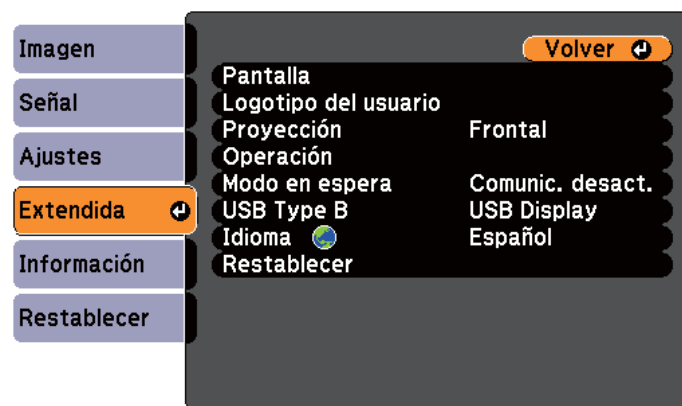 Imagen
Señal
Ajustes
Extendida
Información
Restablecer
Volver
Pantalla
Logotipo del usuario
Proyección Frontal
Operación
Modo en espera Comunic. desact.
USB Type B USB Display
Idioma Español
Restablecer